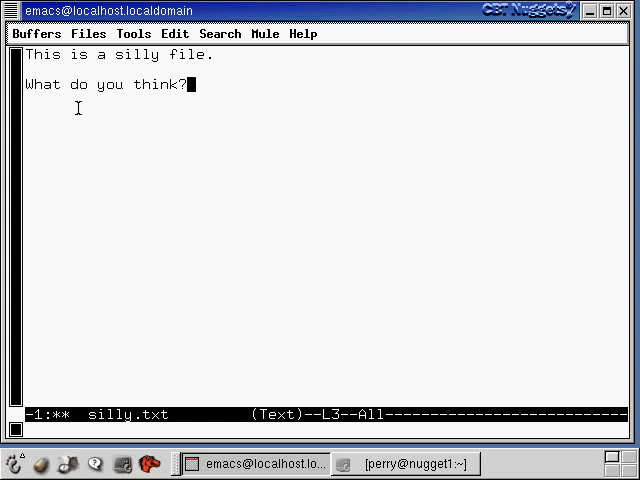 emacs@localhost.localdomain
CBT Nuggets
Buffers Files Tools Edit Search Mule Help
This is a silly file.
What do you think?
-1:** silly.txt (Text)--L3--All---------------------------
emacs@localhost.lo...
[perry@nugget1:~]